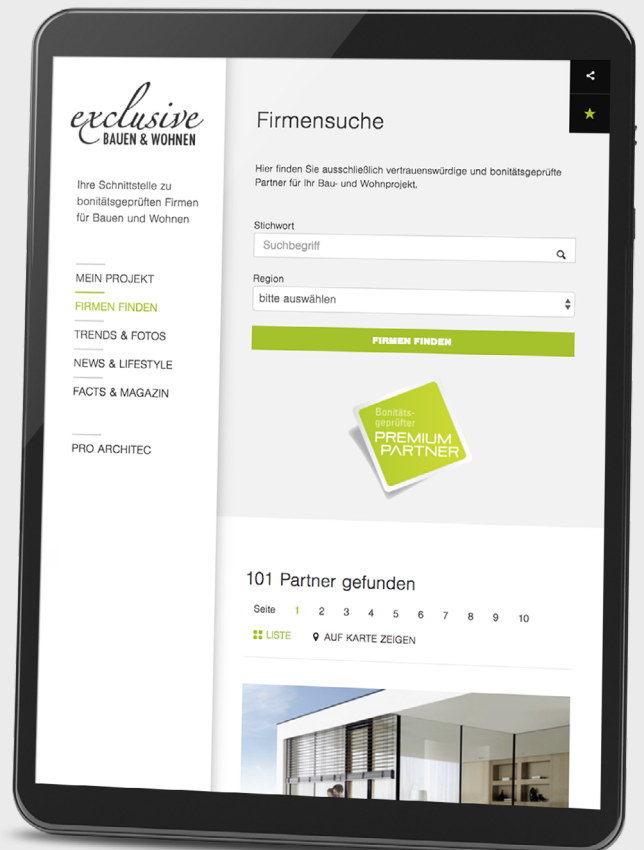 exclusive
BAUEN & WOHNEN
Ihre Schnittstelle zu
bonitätsgeprüften Firmen
für Bauen und Wohnen
MEIN PROJEKT
FIRMEN FINDEN
TRENDS & FOTOS
NEWS & LIFESTYLE
FACTS & MAGAZIN
PRO ARCHITEC
Firmensuche
Hier finden Sie ausschließlich vertrauenswürdige und bonitätsgeprüfte
Partner für Ihr Bau- und Wohnprojekt.
Stichwort
Suchbegriff
Region
bitte auswählen
FIRMEN FINDEN
Bonitäts-
geprüfter
PREMIUM
PARTNER
101 Partner gefunden
Seite 1 2 3 4 5 6 7 8 9 10
LISTE AUF KARTE ZEIGEN